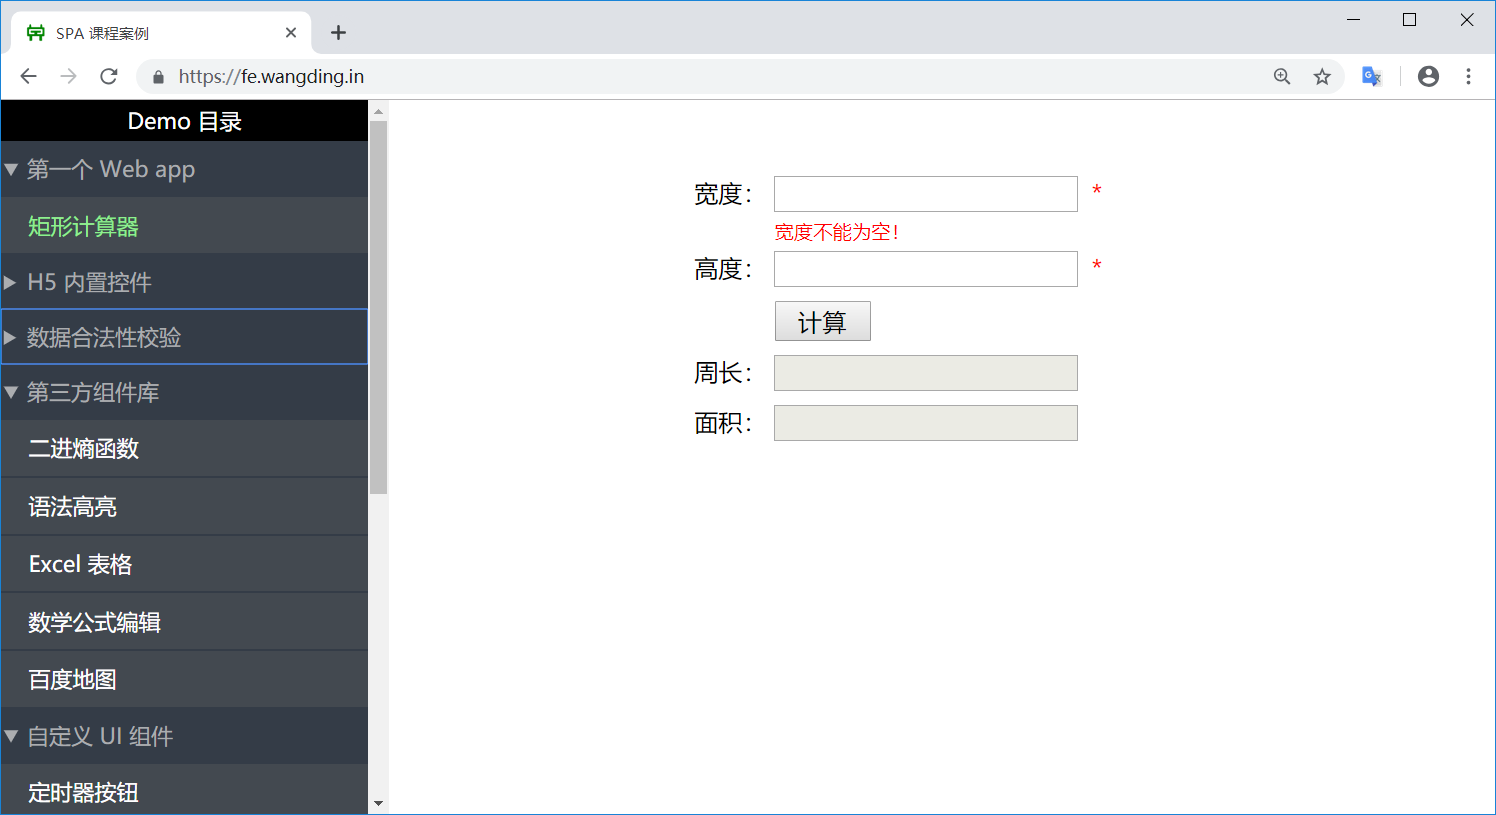 SPA 课程案例
https://fe.wangding.in
Demo 目录
第一个 Web app
矩形计算器
H5 内置控件
数据合法性校验
第三方组件库
二进熵函数
语法高亮
Excel 表格
数学公式编辑
百度地图
自定义 UI 组件
定时器按钮
宽度： *
宽度不能为空！
高度： *
计算
周长：
面积：